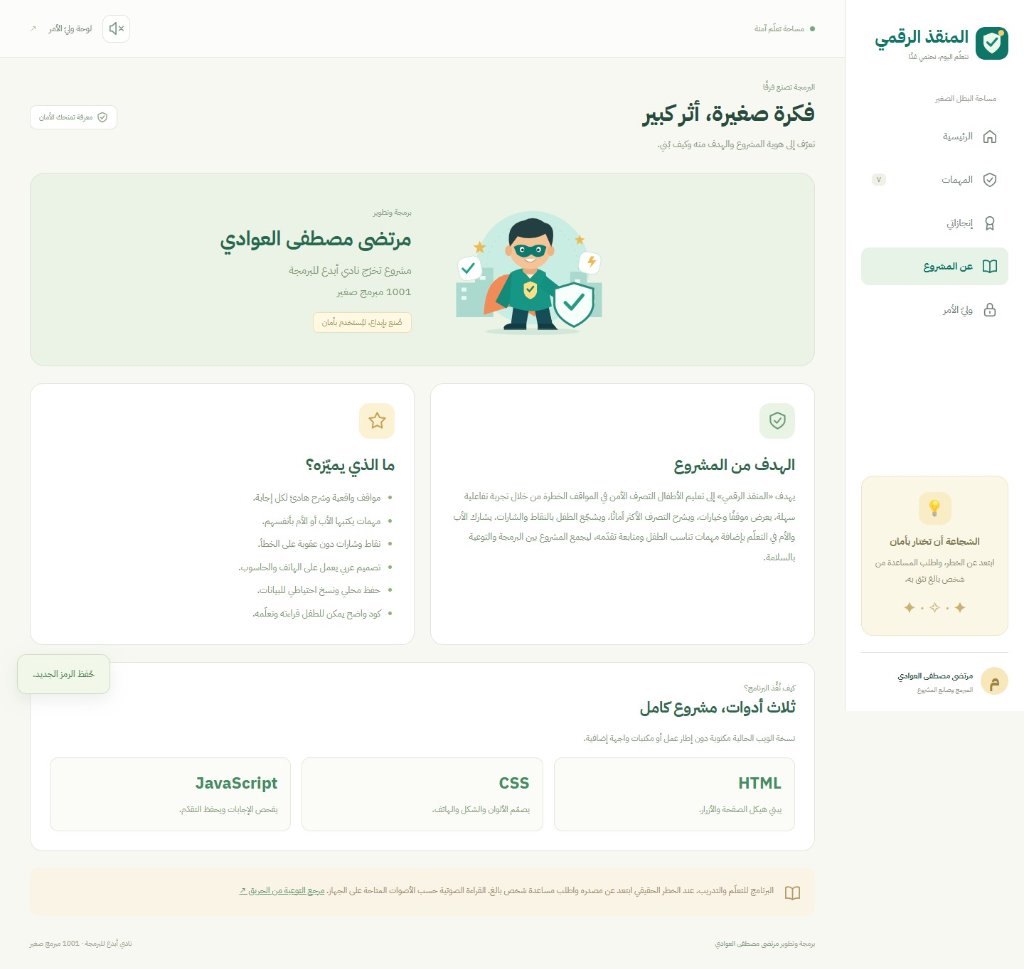 المنقذ الرقمي
نتعلّم اليوم، نحمي غدًا
مساحة البطل الصغير
الرئيسية
المهمات
٧
إنجازاتي
عن المشروع
وليّ الأمر
💡
الشجاعة أن تختار بأمان
ابتعد عن الخطر، واطلب المساعدة من
شخص بالغ تثق به.
✦ · ✧ · ✦
م
مرتضى مصطفى العوادي
المبرمج وصانع المشروع
مساحة تعلّم آمنة
لوحة وليّ الأمر ↗
البرمجة تصنع فرقًا
فكرة صغيرة، أثر كبير
تعرّف إلى هوية المشروع والهدف منه وكيف بُني.
معرفة تمنحك الأمان
برمجة وتطوير
مرتضى مصطفى العوادي
مشروع تخرّج نادي أبدع للبرمجة
1001 مبرمج صغير
صُنع بإبداع، ليُستخدم بأمان
الهدف من المشروع
يهدف «المنقذ الرقمي» إلى تعليم الأطفال التصرف الآمن في المواقف الخطرة من خلال تجربة تفاعلية
سهلة، يعرض موقفًا وخيارات، ويشرح التصرف الأكثر أمانًا، ويشجّع الطفل بالنقاط والشارات. يشارك الأب
والأم في التعلّم بإضافة مهمات تناسب الطفل ومتابعة تقدّمه، ليجمع المشروع بين البرمجة والتوعية
بالسلامة.
ما الذي يميّزه؟
مواقف واقعية وشرح هادئ لكل إجابة.
مهمات يكتبها الأب أو الأم بأنفسهم.
نقاط وشارات دون عقوبة على الخطأ.
تصميم عربي يعمل على الهاتف والحاسوب.
حفظ محلي ونسخ احتياطي للبيانات.
كود واضح يمكن للطفل قراءته وتعلّمه.
حُفظ الرمز الجديد.
كيف نُفّذ البرنامج؟
ثلاث أدوات، مشروع كامل
نسخة الويب الحالية مكتوبة دون إطار عمل أو مكتبات واجهة إضافية.
HTML
يبني هيكل الصفحة والأزرار.
CSS
يصمّم الألوان والشكل والهاتف.
JavaScript
يفحص الإجابات ويحفظ التقدّم.
البرنامج للتعلّم والتدريب. عند الخطر الحقيقي ابتعد عن مصدره واطلب مساعدة شخص بالغ. القراءة الصوتية حسب الأصوات المتاحة على الجهاز. مرجع التوعية من الحريق ↗
برمجة وتطوير مرتضى مصطفى العوادي
نادي أبدع للبرمجة · 1001 مبرمج صغير